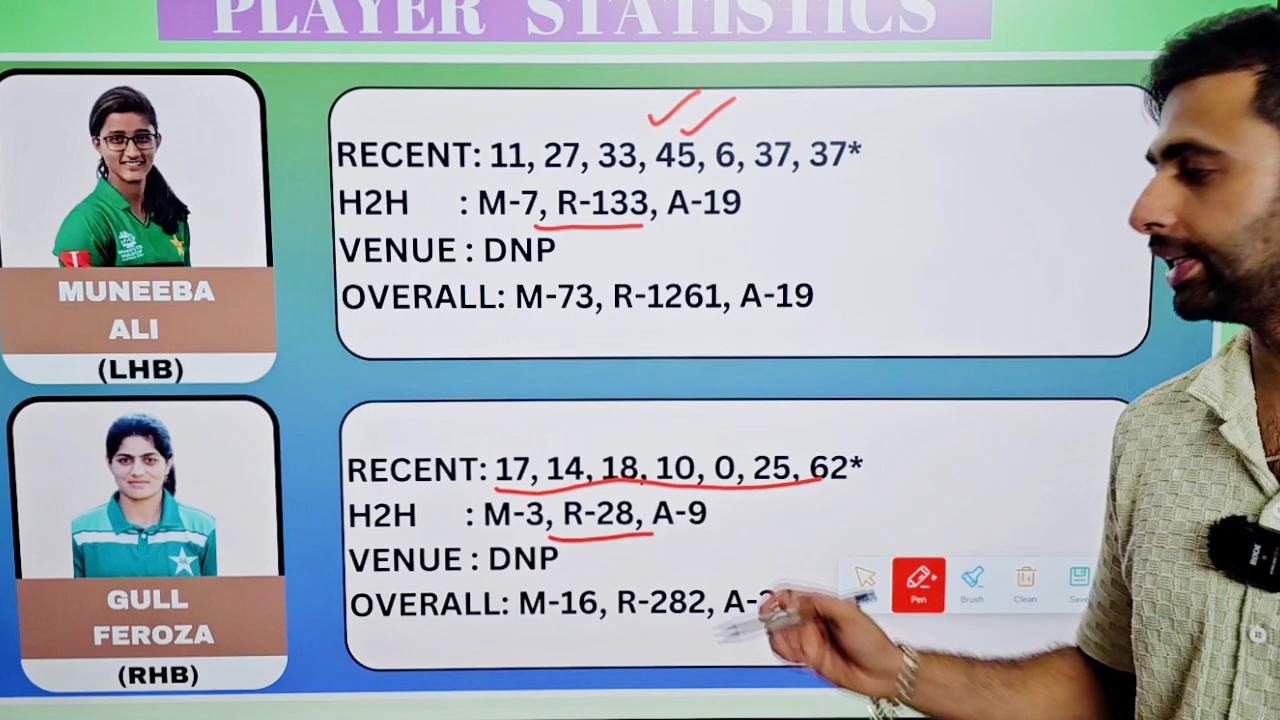 PLAYER STATISTICS
RECENT: 11, 27, 33, 45, 6, 37, 37*
H2H : M-7, R-133, A-19
VENUE : DNP
OVERALL: M-73, R-1261, A-19
MUNEEBA
ALI
(LHB)
RECENT: 17, 14, 18, 10, 0, 25, 62*
H2H : M-3, R-28, A-9
VENUE : DNP
OVERALL: M-16, R-282, A-
GULL
FEROZA
(RHB)
Pen
Brush
Clean
Save
RODE